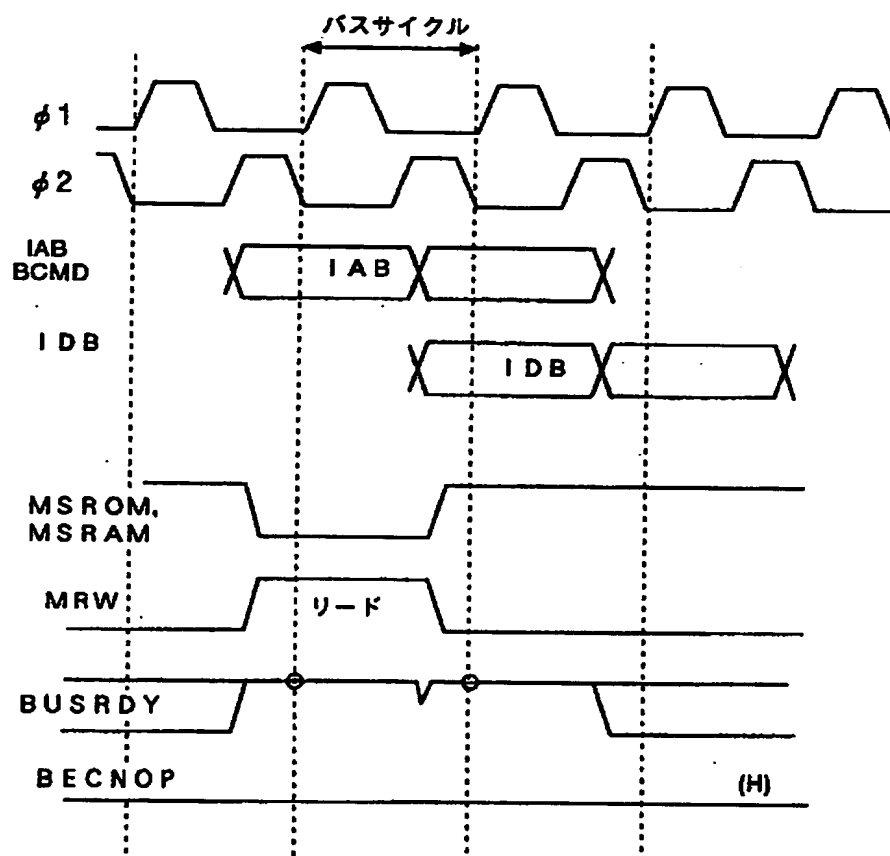 バスサイクル
φ1
φ2
IAB
BCMD
IAB
IDB
IDB
MSROM,
MSRAM
MRW
リード
BUSRDY
BECNOP
(H)